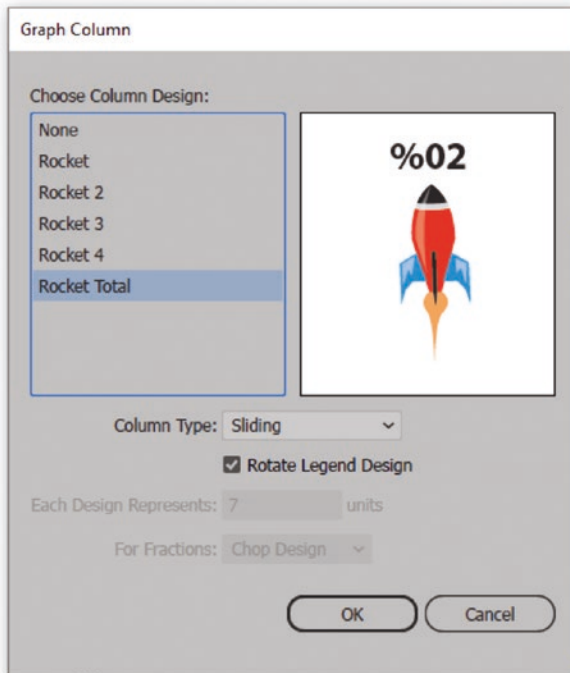 Graph Column
Choose Column Design:
None
Rocket
Rocket 2
Rocket 3
Rocket 4
Rocket Total
%02
Column Type: Sliding
Rotate Legend Design
Each Design Represents: 7 units
For Fractions: Chop Design
OK Cancel